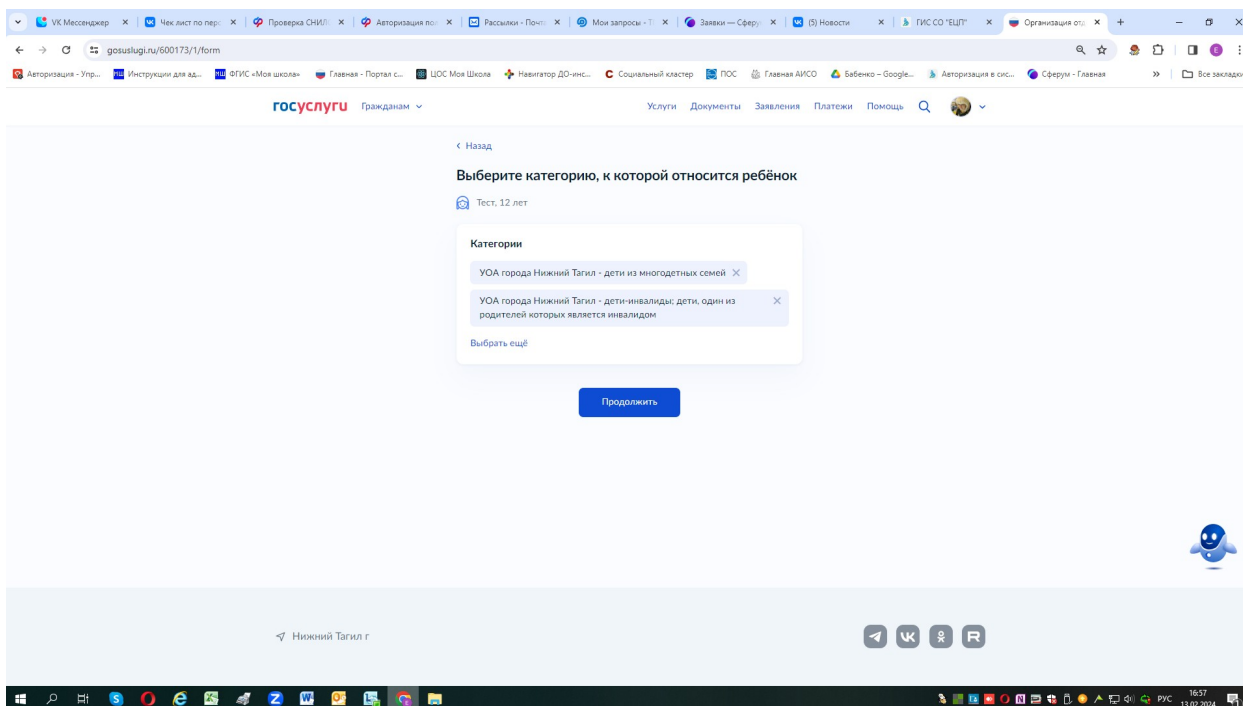 VK Мессенджер
Чек лист по перс
Проверка СНИЛС
Авторизация пол
Рассылки - Почта
Мои запросы - Т
Заявки — Сферу
(5) Новости
ГИС СО "ЕЦП"
Организация отд
gosuslugi.ru/600173/1/form
E
Авторизация - Упр...
Инструкции для ад...
ФГИС «Моя школа»
Главная - Портал с...
ЦОС Моя Школа
Навигатор ДО-инс...
Социальный кластер
ПОС
Главная АИСО
Бабенко – Google...
Авторизация в сис...
Сферум - Главная
Все закладки
госуслуги
Гражданам
Услуги Документы Заявления Платежи Помощь
Назад
Выберите категорию, к которой относится ребёнок
Тест, 12 лет
Категории
УОА города Нижний Тагил - дети из многодетных семей
УОА города Нижний Тагил - дети-инвалиды; дети, один из
родителей которых является инвалидом
Выбрать ещё
Продолжить
Нижний Тагил г
РУС
16:57
13.02.2024